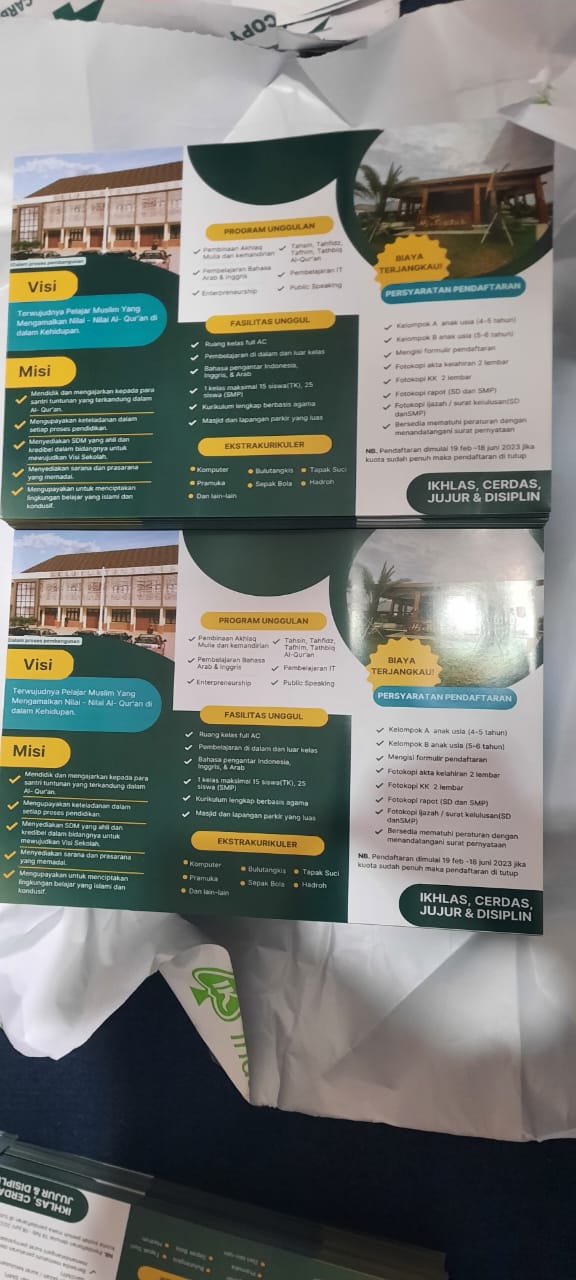 COPY
Dalam proses pembangunan
Visi
Terwujudnya Pelajar Muslim Yang
Mengamalkan Nilai - Nilai Al- Qur'an di
dalam Kehidupan.
Misi
Mendidik dan mengajarkan kepada para
santri tuntunan yang terkandung dalam
Al- Qur'an.
Mengupayakan keteladanan dalam
setiap proses pendidikan.
Menyediakan SDM yang ahli dan
kredibel dalam bidangnya untuk
mewujudkan Visi Sekolah.
Menyediakan sarana dan prasarana
yang memadai.
Mengupayakan untuk menciptakan
lingkungan belajar yang islami dan
kondusif.
PROGRAM UNGGULAN
Pembinaan Akhlaq
Mulia dan kemandirian
Pembelajaran Bahasa
Arab & Inggris
Enterpreneurship
Tahsin, Tahfidz,
Tafhim, Tathbiq
Al-Qur'an
Pembelajaran IT
Public Speaking
FASILITAS UNGGUL
Ruang kelas full AC
Pembelajaran di dalam dan luar kelas
Bahasa pengantar Indonesia,
Inggris, & Arab
1 kelas maksimal 15 siswa(TK), 25
siswa (SMP)
Kurikulum lengkap berbasis agama
Masjid dan lapangan parkir yang luas
EKSTRAKURIKULER
Komputer
Pramuka
Dan lain-lain
Bulutangkis
Sepak Bola
Tapak Suci
Hadroh
BIAYA
TERJANGKAU!
PERSYARATAN PENDAFTARAN
Kelompok A anak usia (4-5 tahun)
Kelompok B anak usia (5-6 tahun)
Mengisi formulir pendaftaran
Fotokopi akta kelahiran 2 lembar
Fotokopi KK 2 lembar
Fotokopi rapot (SD dan SMP)
Fotokopi ijazah / surat kelulusan(SD
danSMP)
Bersedia mematuhi peraturan dengan
menandatangani surat pernyataan
NB. Pendaftaran dimulai 19 feb -18 juni 2023 jika
kuota sudah penuh maka pendaftaran di tutup
IKHLAS, CERDAS,
JUJUR & DISIPLIN
Dalam proses pembangunan
Visi
Terwujudnya Pelajar Muslim Yang
Mengamalkan Nilai - Nilai Al- Qur'an di
dalam Kehidupan.
Misi
Mendidik dan mengajarkan kepada para
santri tuntunan yang terkandung dalam
Al- Qur'an.
Mengupayakan keteladanan dalam
setiap proses pendidikan.
Menyediakan SDM yang ahli dan
kredibel dalam bidangnya untuk
mewujudkan Visi Sekolah.
Menyediakan sarana dan prasarana
yang memadai.
Mengupayakan untuk menciptakan
lingkungan belajar yang islami dan
kondusif.
PROGRAM UNGGULAN
Pembinaan Akhlaq
Mulia dan kemandirian
Pembelajaran Bahasa
Arab & Inggris
Enterpreneurship
Tahsin, Tahfidz,
Tafhim, Tathbiq
Al-Qur'an
Pembelajaran IT
Public Speaking
FASILITAS UNGGUL
Ruang kelas full AC
Pembelajaran di dalam dan luar kelas
Bahasa pengantar Indonesia,
Inggris, & Arab
1 kelas maksimal 15 siswa(TK), 25
siswa (SMP)
Kurikulum lengkap berbasis agama
Masjid dan lapangan parkir yang luas
EKSTRAKURIKULER
Komputer
Pramuka
Dan lain-lain
Bulutangkis
Sepak Bola
Tapak Suci
Hadroh
BIAYA
TERJANGKAU!
PERSYARATAN PENDAFTARAN
Kelompok A anak usia (4-5 tahun)
Kelompok B anak usia (5-6 tahun)
Mengisi formulir pendaftaran
Fotokopi akta kelahiran 2 lembar
Fotokopi KK 2 lembar
Fotokopi rapot (SD dan SMP)
Fotokopi ijazah / surat kelulusan(SD
danSMP)
Bersedia mematuhi peraturan dengan
menandatangani surat pernyataan
NB. Pendaftaran dimulai 19 feb -18 juni 2023 jika
kuota sudah penuh maka pendaftaran di tutup
IKHLAS, CERDAS,
JUJUR & DISIPLIN
IK
IKHLAS, CERDA
JUJUR & DISIPLI